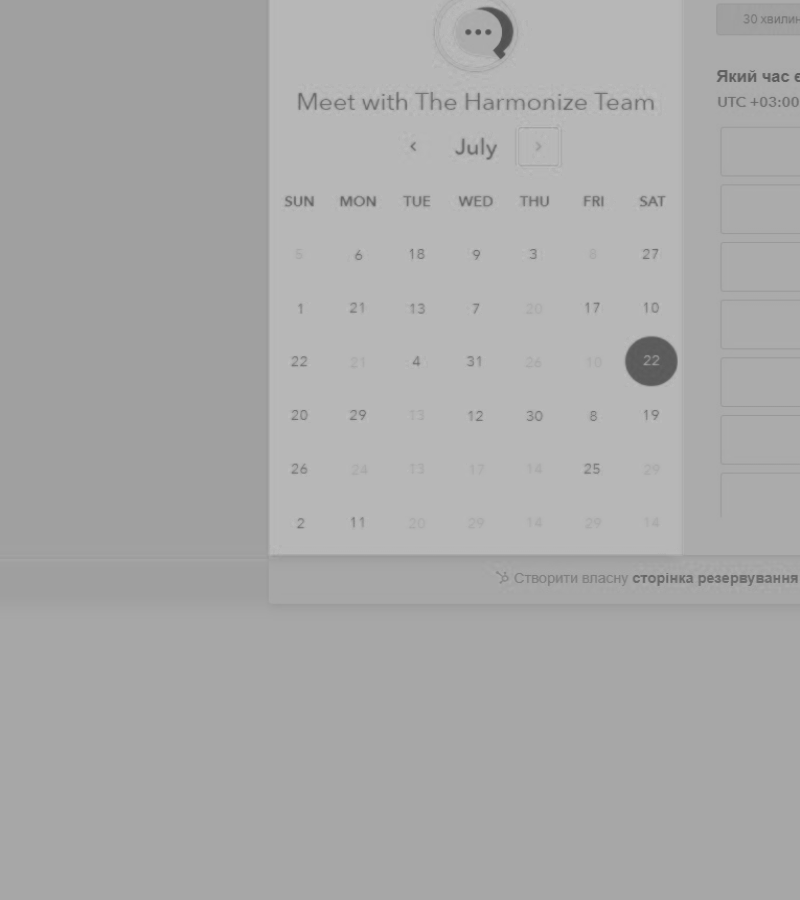 30 хвилин
Meet with The Harmonize Team
Який час є
UTC +03:00
July
SUN MON TUE WED THU FRI SAT
5 6 18 9 3 8 27
1 21 13 7 20 17 10
22 21 4 31 26 10 22
20 29 13 12 30 8 19
26 24 13 17 14 25 29
2 11 20 29 14 29 14
Створити власну сторінка резервування